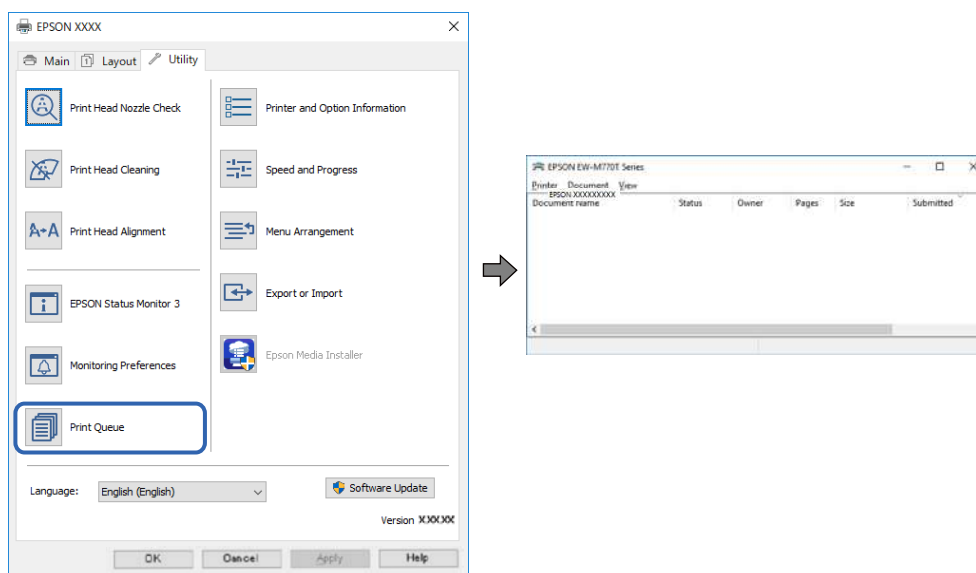 EPSON XXXX
Main
Layout
Utility
Print Head Nozzle Check
Printer and Option Information
Print Head Cleaning
Speed and Progress
Print Head Alignment
Menu Arrangement
EPSON Status Monitor 3
Export or Import
Monitoring Preferences
Epson Media Installer
Print Queue
Language:
English (English)
Software Update
Version X.XX.XX
OK
Cancel
Apply
Help
EPSON EW-M770T Series
Printer Document View
EPSON XXXXXXXXX
Document Name Status Owner Pages Size Submitted